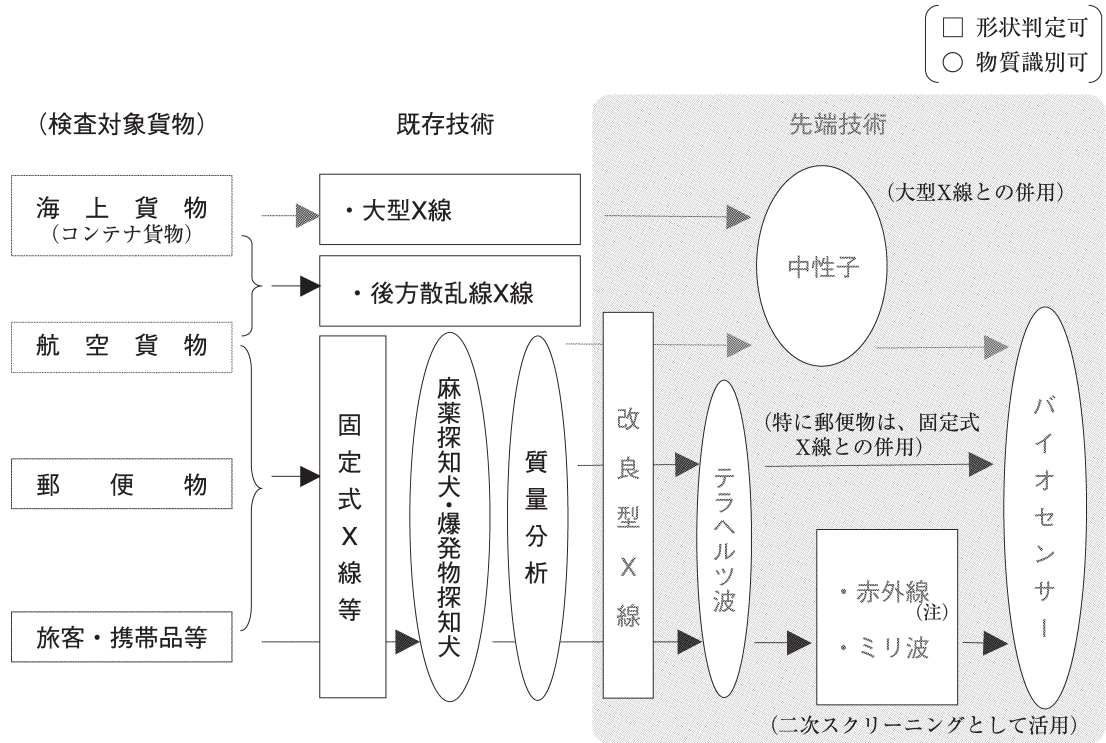 □ 形状判定可
○ 物質識別可
（検査対象貨物）
既存技術
先端技術
海上貨物
（コンテナ貨物）
・大型X線
（大型X線との併用）
中性子
・後方散乱線X線
航空貨物
固定式X線等
麻薬探知犬・爆発物探知犬
質量分析
改良型X線
テラヘルツ波
（特に郵便物は、固定式
X線との併用）
バイオセンサー
郵便物
・赤外線
（注）
・ミリ波
旅客・携帯品等
（二次スクリーニングとして活用）